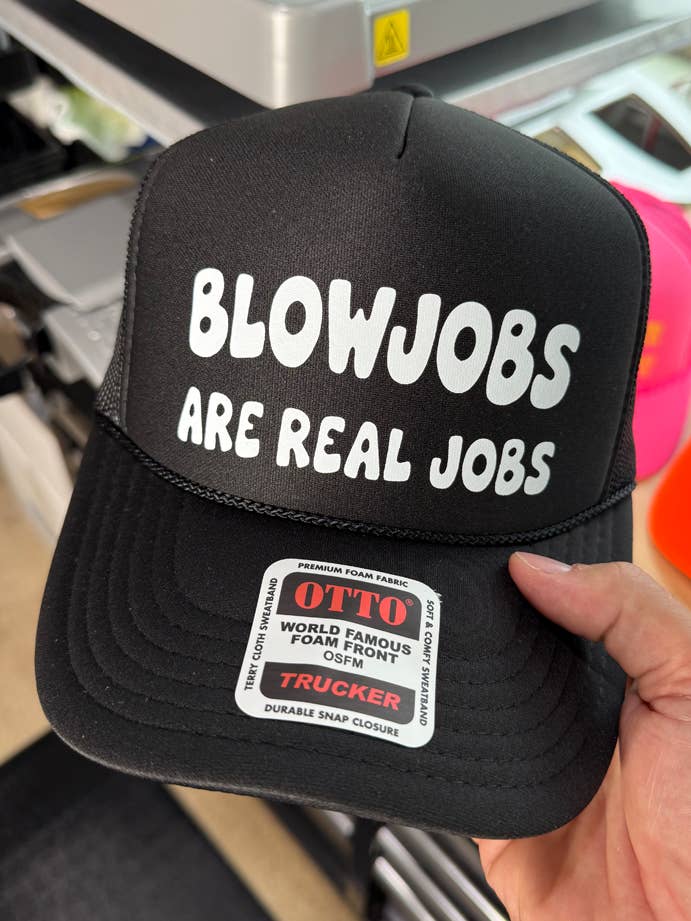 BLOWJOBS
ARE REAL JOBS
PREMIUM FOAM FABRIC
OTTO®
WORLD FAMOUS
FOAM FRONT
OSFM
TRUCKER
DURABLE SNAP CLOSURE
TERRY CLOTH SWEATBAND
SOFT & COMFY SWEATBAND